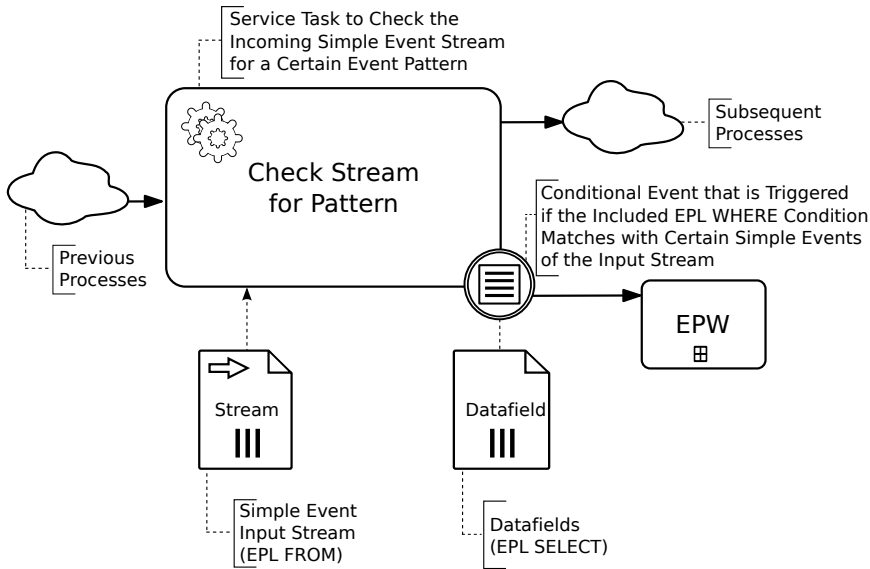 Service Task to Check the
Incoming Simple Event Stream
for a Certain Event Pattern
Check Stream
for Pattern
Subsequent
Processes
Conditional Event that is Triggered
if the Included EPL WHERE Condition
Matches with Certain Simple Events
of the Input Stream
Previous
Processes
EPW
Stream
Datafield
Simple Event
Input Stream
(EPL FROM)
Datafields
(EPL SELECT)